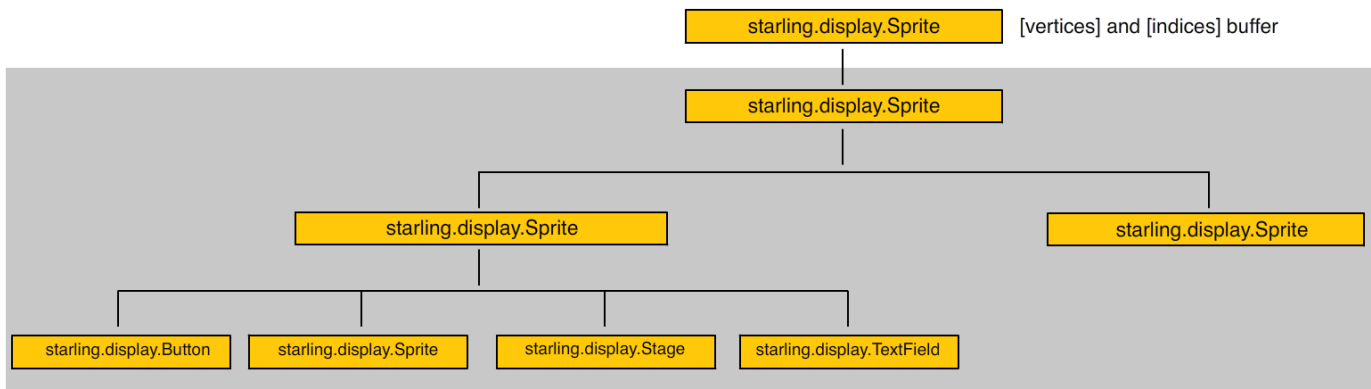 starling.display.Sprite
[vertices] and [indices] buffer
starling.display.Sprite
starling.display.Sprite
starling.display.Sprite
starling.display.Button
starling.display.Sprite
starling.display.Stage
starling.display.TextField